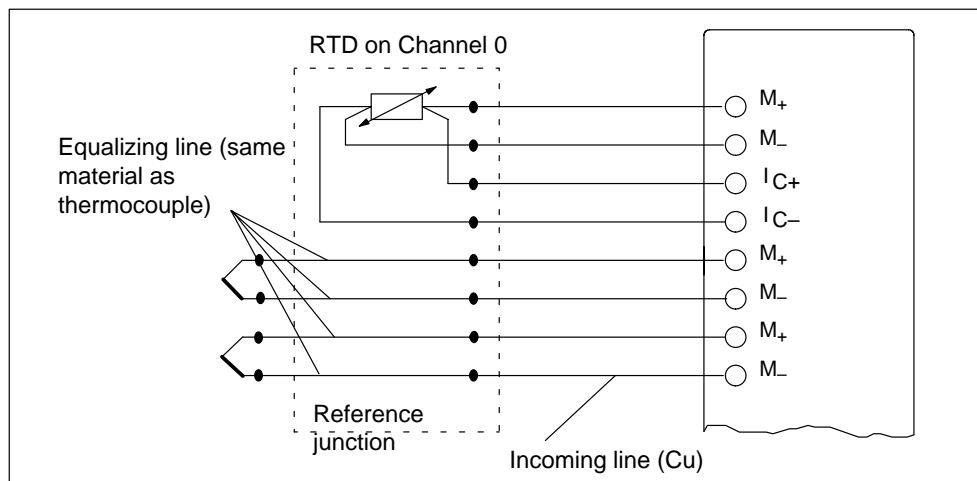 RTD on Channel 0
M+
M–
IC+
IC–
M+
M–
M+
M–
Equalizing line (same
material as
thermocouple)
Reference
junction
Incoming line (Cu)